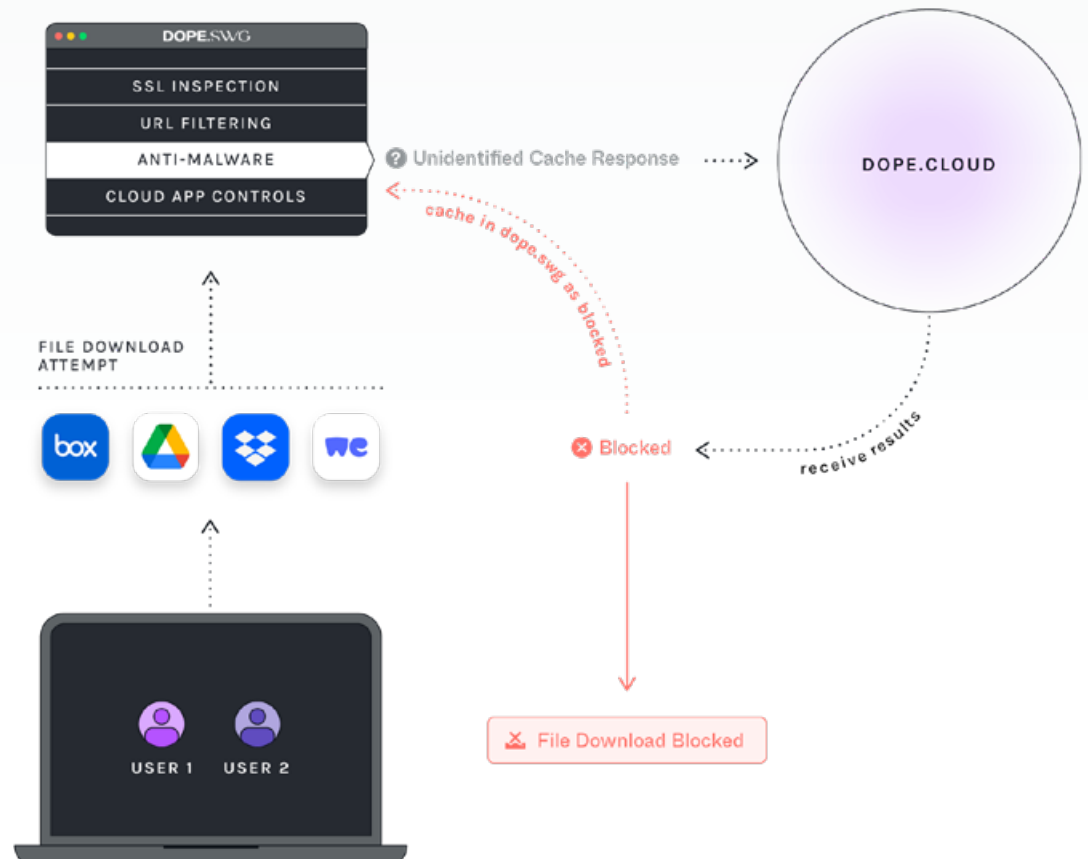 DOPE.SWG
SSL INSPECTION
URL FILTERING
ANTI-MALWARE
CLOUD APP CONTROLS
? Unidentified Cache Response
DOPE.CLOUD
cache in dope.swg as blocked
FILE DOWNLOAD
ATTEMPT
box
we
Blocked
receive results
File Download Blocked
USER 1
USER 2